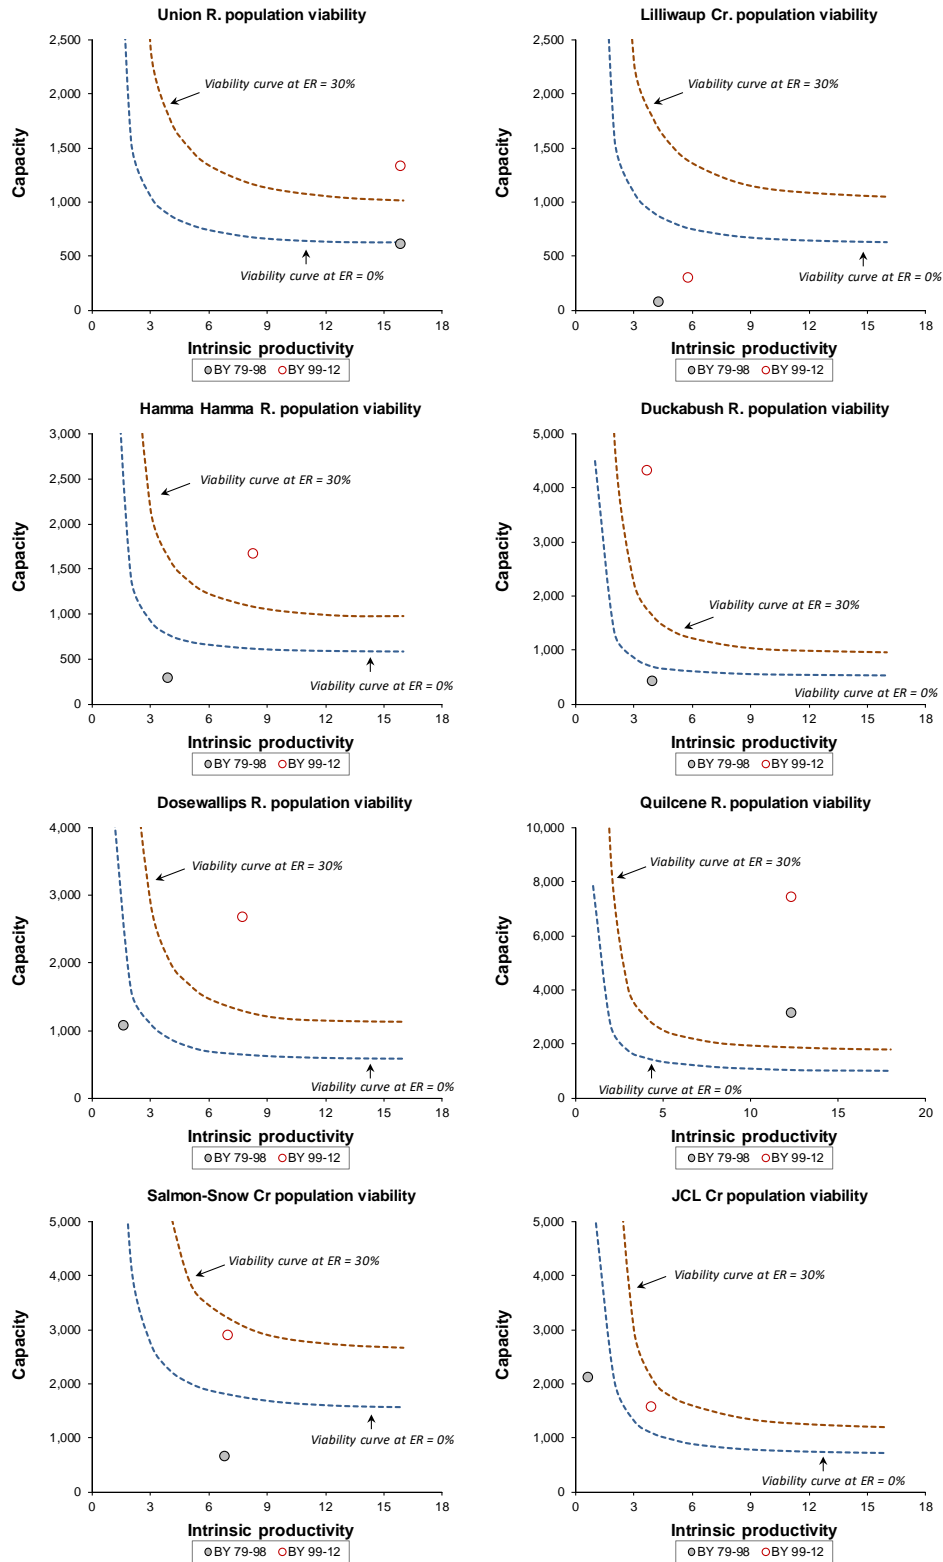 Union R. population viability
2,500
2,000
1,500
1,000
500
0
Capacity
Viability curve at ER = 30%
Viability curve at ER = 0%
0 3 6 9 12 15 18
Intrinsic productivity
BY 79-98 BY 99-12
Lilliwaup Cr. population viability
2,500
2,000
1,500
1,000
500
0
Capacity
Viability curve at ER = 30%
Viability curve at ER = 0%
0 3 6 9 12 15 18
Intrinsic productivity
BY 79-98 BY 99-12
Hamma Hamma R. population viability
3,000
2,500
2,000
1,500
1,000
500
0
Capacity
Viability curve at ER = 30%
Viability curve at ER = 0%
0 3 6 9 12 15 18
Intrinsic productivity
BY 79-98 BY 99-12
Duckabush R. population viability
5,000
4,000
3,000
2,000
1,000
0
Capacity
Viability curve at ER = 30%
Viability curve at ER = 0%
0 3 6 9 12 15 18
Intrinsic productivity
BY 79-98 BY 99-12
Dosewallips R. population viability
4,000
3,000
2,000
1,000
0
Capacity
Viability curve at ER = 30%
Viability curve at ER = 0%
0 3 6 9 12 15 18
Intrinsic productivity
BY 79-98 BY 99-12
Quilcene R. population viability
10,000
8,000
6,000
4,000
2,000
0
Capacity
Viability curve at ER = 30%
Viability curve at ER = 0%
0 5 10 15 20
Intrinsic productivity
BY 79-98 BY 99-12
Salmon-Snow Cr population viability
5,000
4,000
3,000
2,000
1,000
0
Capacity
Viability curve at ER = 30%
Viability curve at ER = 0%
0 3 6 9 12 15 18
Intrinsic productivity
BY 79-98 BY 99-12
JCL Cr population viability
5,000
4,000
3,000
2,000
1,000
0
Capacity
Viability curve at ER = 30%
Viability curve at ER = 0%
0 3 6 9 12 15 18
Intrinsic productivity
BY 79-98 BY 99-12